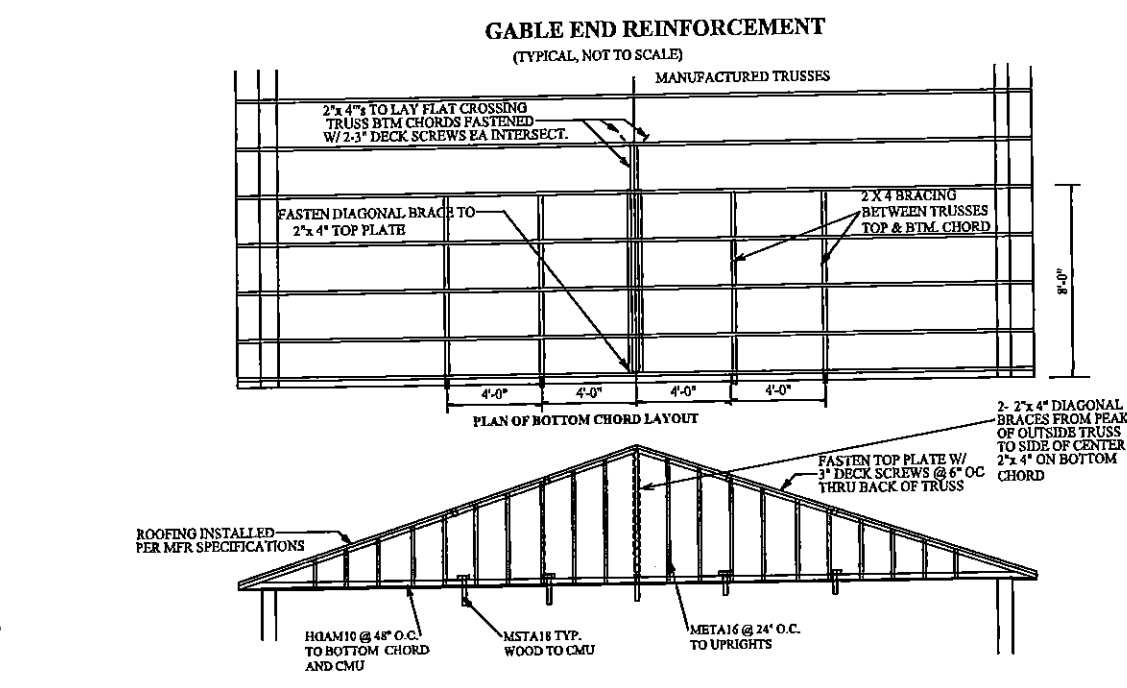 GABLE END REINFORCEMENT
(TYPICAL, NOT TO SCALE)
MANUFACTURED TRUSSES
2"x 4"'s TO LAY FLAT CROSSING
TRUSS BTM CHORDS FASTENED
W/ 2-3" DECK SCREWS EA INTERSECT.
FASTEN DIAGONAL BRACE TO
2"x 4" TOP PLATE
2 X 4 BRACING
BETWEEN TRUSSES
TOP & BTM. CHORD
8'-0"
4'-0"
4'-0"
4'-0"
4'-0"
PLAN OF BOTTOM CHORD LAYOUT
2- 2"x 4" DIAGONAL
BRACES FROM PEAK
OF OUTSIDE TRUSS
TO SIDE OF CENTER
2"x 4" ON BOTTOM
CHORD
FASTEN TOP PLATE W/
3" DECK SCREWS @ 6" OC
THRU BACK OF TRUSS
ROOFING INSTALLED
PER MFR SPECIFICATIONS
HGAM10 @ 48" O.C.
TO BOTTOM CHORD
AND CMU
MSTA18 TYP.
WOOD TO CMU
META16 @ 24" O.C.
TO UPRIGHTS